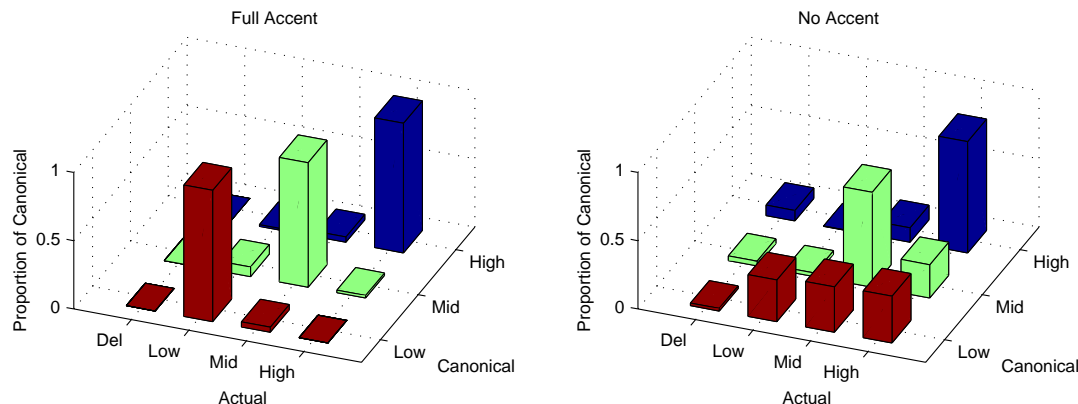 Full Accent
Proportion of Canonical
1
0.5
0
Del
Low
Mid
High
Actual
Low
Mid
High
Canonical
No Accent
Proportion of Canonical
1
0.5
0
Del
Low
Mid
High
Actual
Low
Mid
High
Canonical